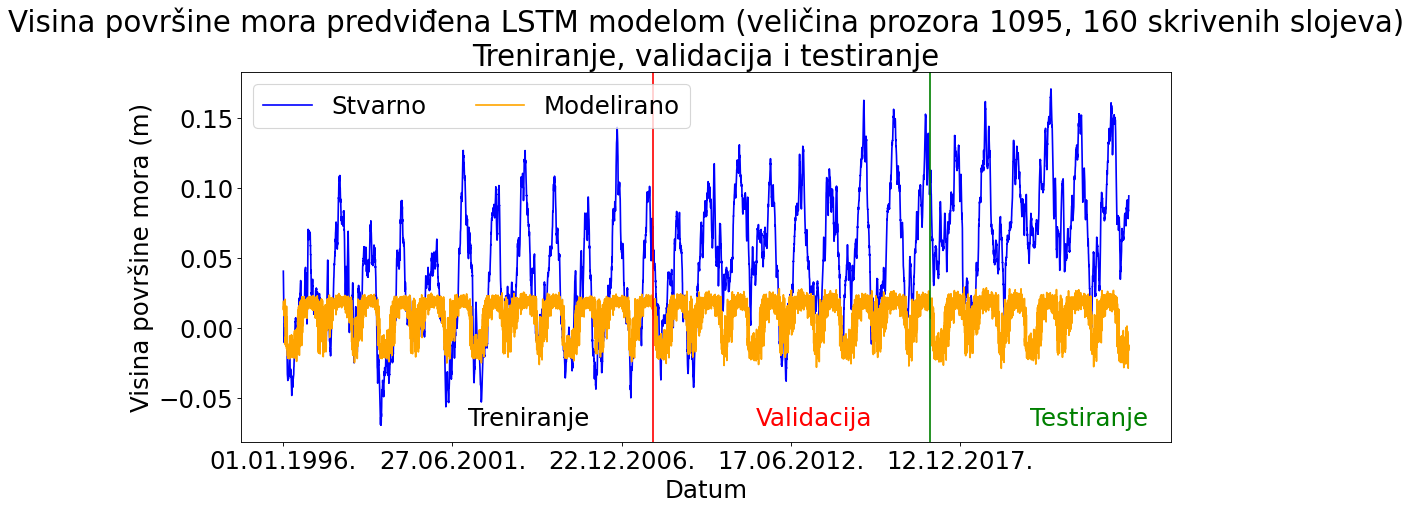 Visina površine mora predviđena LSTM modelom (veličina prozora 1095, 160 skrivenih slojeva)
Treniranje, validacija i testiranje
Stvarno
Modelirano
Visina površine mora (m)
0.15
0.10
0.05
0.00
−0.05
Treniranje
Validacija
Testiranje
01.01.1996.
27.06.2001.
22.12.2006.
17.06.2012.
12.12.2017.
Datum